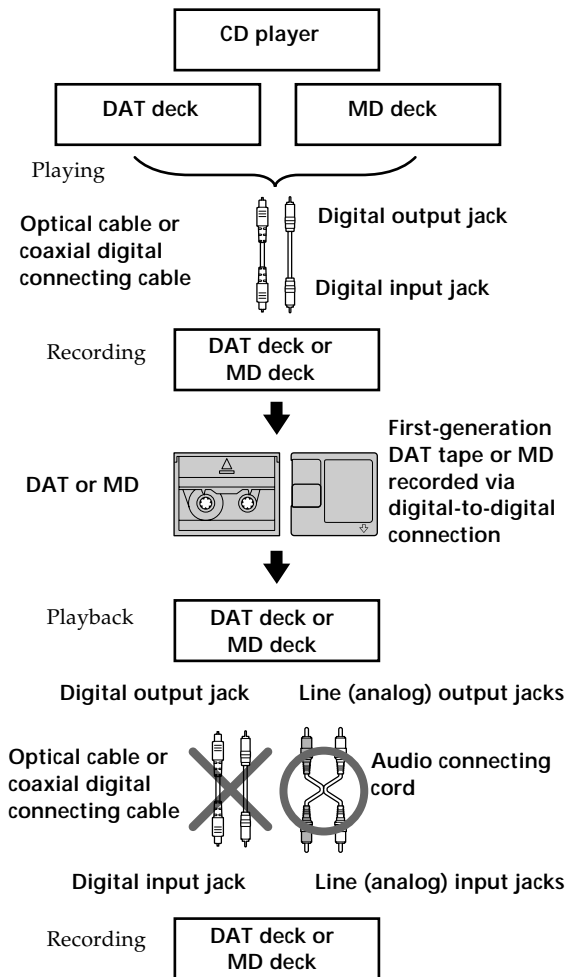 CD player
DAT deck
MD deck
Playing
Optical cable or
coaxial digital
connecting cable
Digital output jack
Digital input jack
Recording
DAT deck or
MD deck
DAT or MD
First-generation
DAT tape or MD
recorded via
digital-to-digital
connection
Playback
DAT deck or
MD deck
Digital output jack
Line (analog) output jacks
Optical cable or
coaxial digital
connecting cable
Audio connecting
cord
Digital input jack
Line (analog) input jacks
Recording
DAT deck or
MD deck